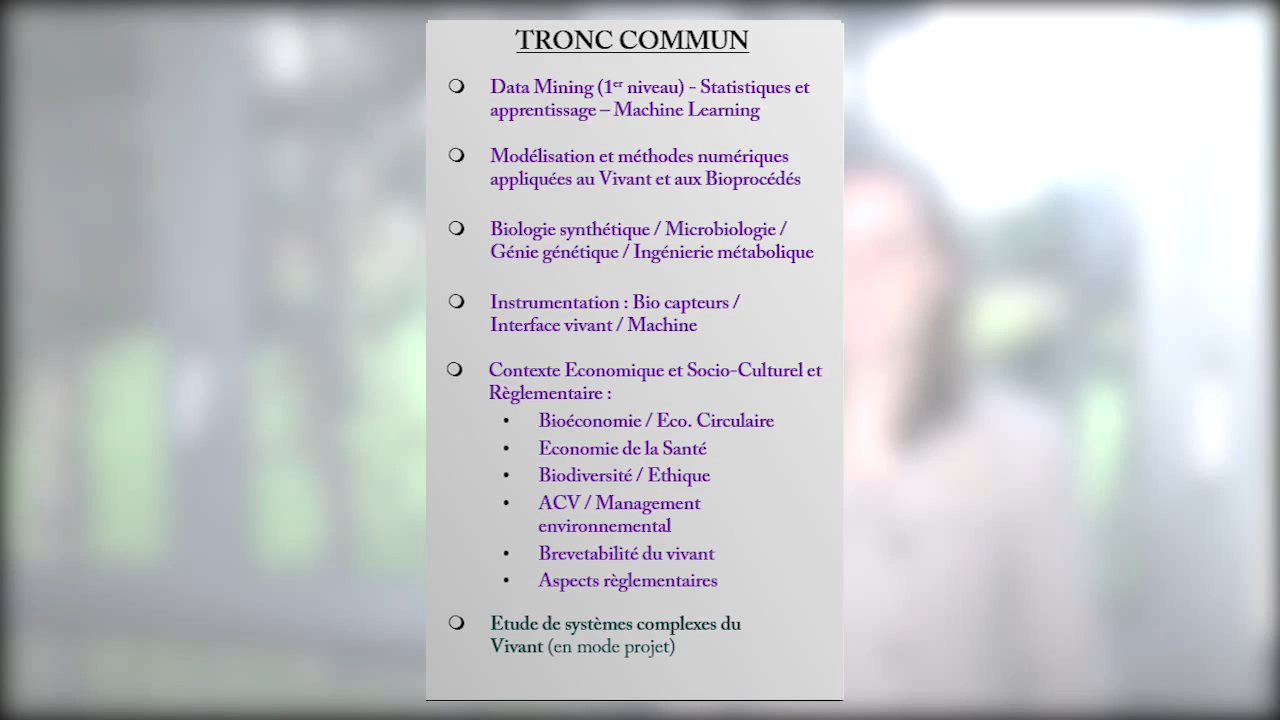 TRONC COMMUN
Data Mining (1er niveau) - Statistiques et
apprentissage – Machine Learning
Modélisation et méthodes numériques
appliquées au Vivant et aux Bioprocédés
Biologie synthétique / Microbiologie /
Génie génétique / Ingénierie métabolique
Instrumentation : Bio capteurs /
Interface vivant / Machine
Contexte Economique et Socio-Culturel et
Règlementaire :
• Bioéconomie / Eco. Circulaire
• Economie de la Santé
• Biodiversité / Ethique
• ACV / Management
environnemental
• Brevetabilité du vivant
• Aspects règlementaires
Etude de systèmes complexes du
Vivant (en mode projet)